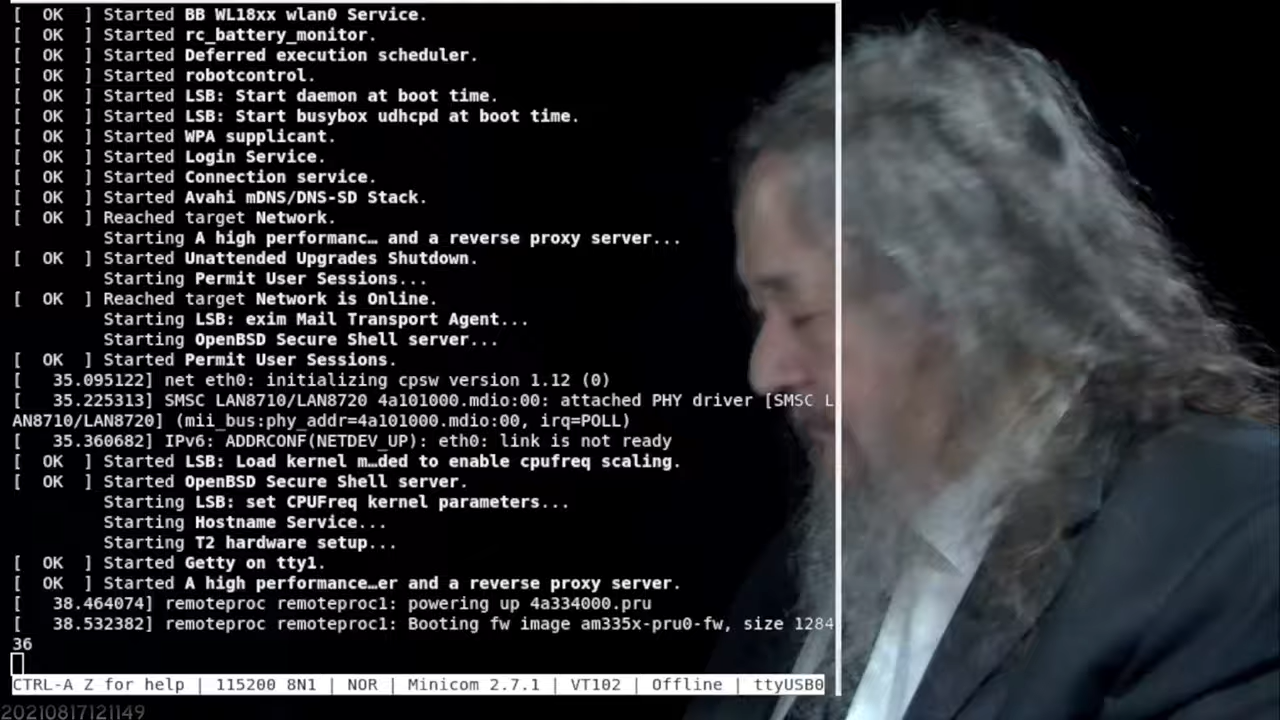 [  OK  ] Started BB WL18xx wlan0 Service.
[  OK  ] Started rc_battery_monitor.
[  OK  ] Started Deferred execution scheduler.
[  OK  ] Started robotcontrol.
[  OK  ] Started LSB: Start daemon at boot time.
[  OK  ] Started LSB: Start busybox udhcpd at boot time.
[  OK  ] Started WPA supplicant.
[  OK  ] Started Login Service.
[  OK  ] Started Connection service.
[  OK  ] Started Avahi mDNS/DNS-SD Stack.
[  OK  ] Reached target Network.
         Starting A high performanc… and a reverse proxy server...
[  OK  ] Started Unattended Upgrades Shutdown.
         Starting Permit User Sessions...
[  OK  ] Reached target Network is Online.
         Starting LSB: exim Mail Transport Agent...
         Starting OpenBSD Secure Shell server...
[  OK  ] Started Permit User Sessions.
[   35.095122] net eth0: initializing cpsw version 1.12 (0)
[   35.225313] SMSC LAN8710/LAN8720 4a101000.mdio:00: attached PHY driver [SMSC L
AN8710/LAN8720] (mii_bus:phy_addr=4a101000.mdio:00, irq=POLL)
[   35.360682] IPv6: ADDRCONF(NETDEV_UP): eth0: link is not ready
[  OK  ] Started LSB: Load kernel m…ded to enable cpufreq scaling.
[  OK  ] Started OpenBSD Secure Shell server.
         Starting LSB: set CPUFreq kernel parameters...
         Starting Hostname Service...
         Starting T2 hardware setup...
[  OK  ] Started Getty on tty1.
[  OK  ] Started A high performance…er and a reverse proxy server.
[   38.464074] remoteproc remoteproc1: powering up 4a334000.pru
[   38.532382] remoteproc remoteproc1: Booting fw image am335x-pru0-fw, size 1284
36
CTRL-A Z for help | 115200 8N1 | NOR | Minicom 2.7.1 | VT102 | Offline | ttyUSB0
20210817121149